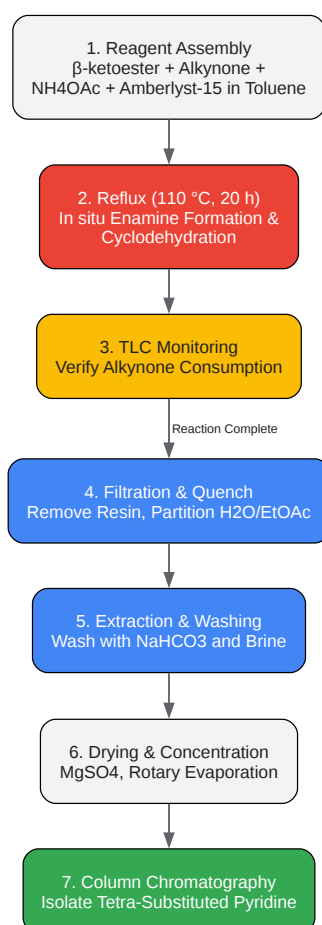 1. Reagent Assembly
β-ketoester + Alkynone +
NH4OAc + Amberlyst-15 in Toluene
2. Reflux (110 °C, 20 h)
In situ Enamine Formation &
Cyclodehydration
3. TLC Monitoring
Verify Alkynone Consumption
Reaction Complete
4. Filtration & Quench
Remove Resin, Partition H2O/EtOAc
5. Extraction & Washing
Wash with NaHCO3 and Brine
6. Drying & Concentration
MgSO4, Rotary Evaporation
7. Column Chromatography
Isolate Tetra-Substituted Pyridine